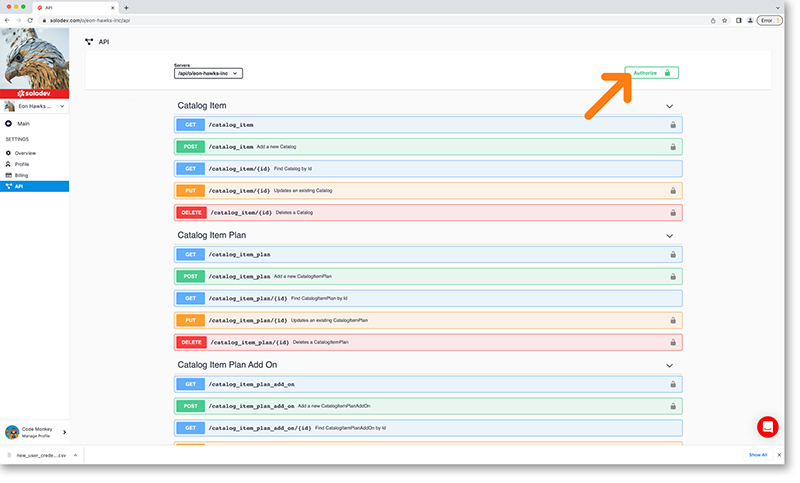 API
solodev.com/o/eon-hawks-inc/api
Error
solodev
Eon Hawks ...
Main
SETTINGS
Overview
Profile
Billing
API
Code Monkey
Manage Profile
API
Servers
/api/o/eon-hawks-inc
Authorize
Catalog Item
GET /catalog_item
POST /catalog_item Add a new Catalog
GET /catalog_item/{id} Find Catalog by Id
PUT /catalog_item/{id} Updates an existing Catalog
DELETE /catalog_item/{id} Deletes a Catalog
Catalog Item Plan
GET /catalog_item_plan
POST /catalog_item_plan Add a new CatalogItemPlan
GET /catalog_item_plan/{id} Find CatalogItemPlan by Id
PUT /catalog_item_plan/{id} Updates an existing CatalogItemPlan
DELETE /catalog_item_plan/{id} Deletes a CatalogItemPlan
Catalog Item Plan Add On
GET /catalog_item_plan_add_on
POST /catalog_item_plan_add_on Add a new CatalogItemPlanAddOn
GET /catalog_item_plan_add_on/{id} Find CatalogItemPlanAddOn by Id
new_user_crede....csv
Show All